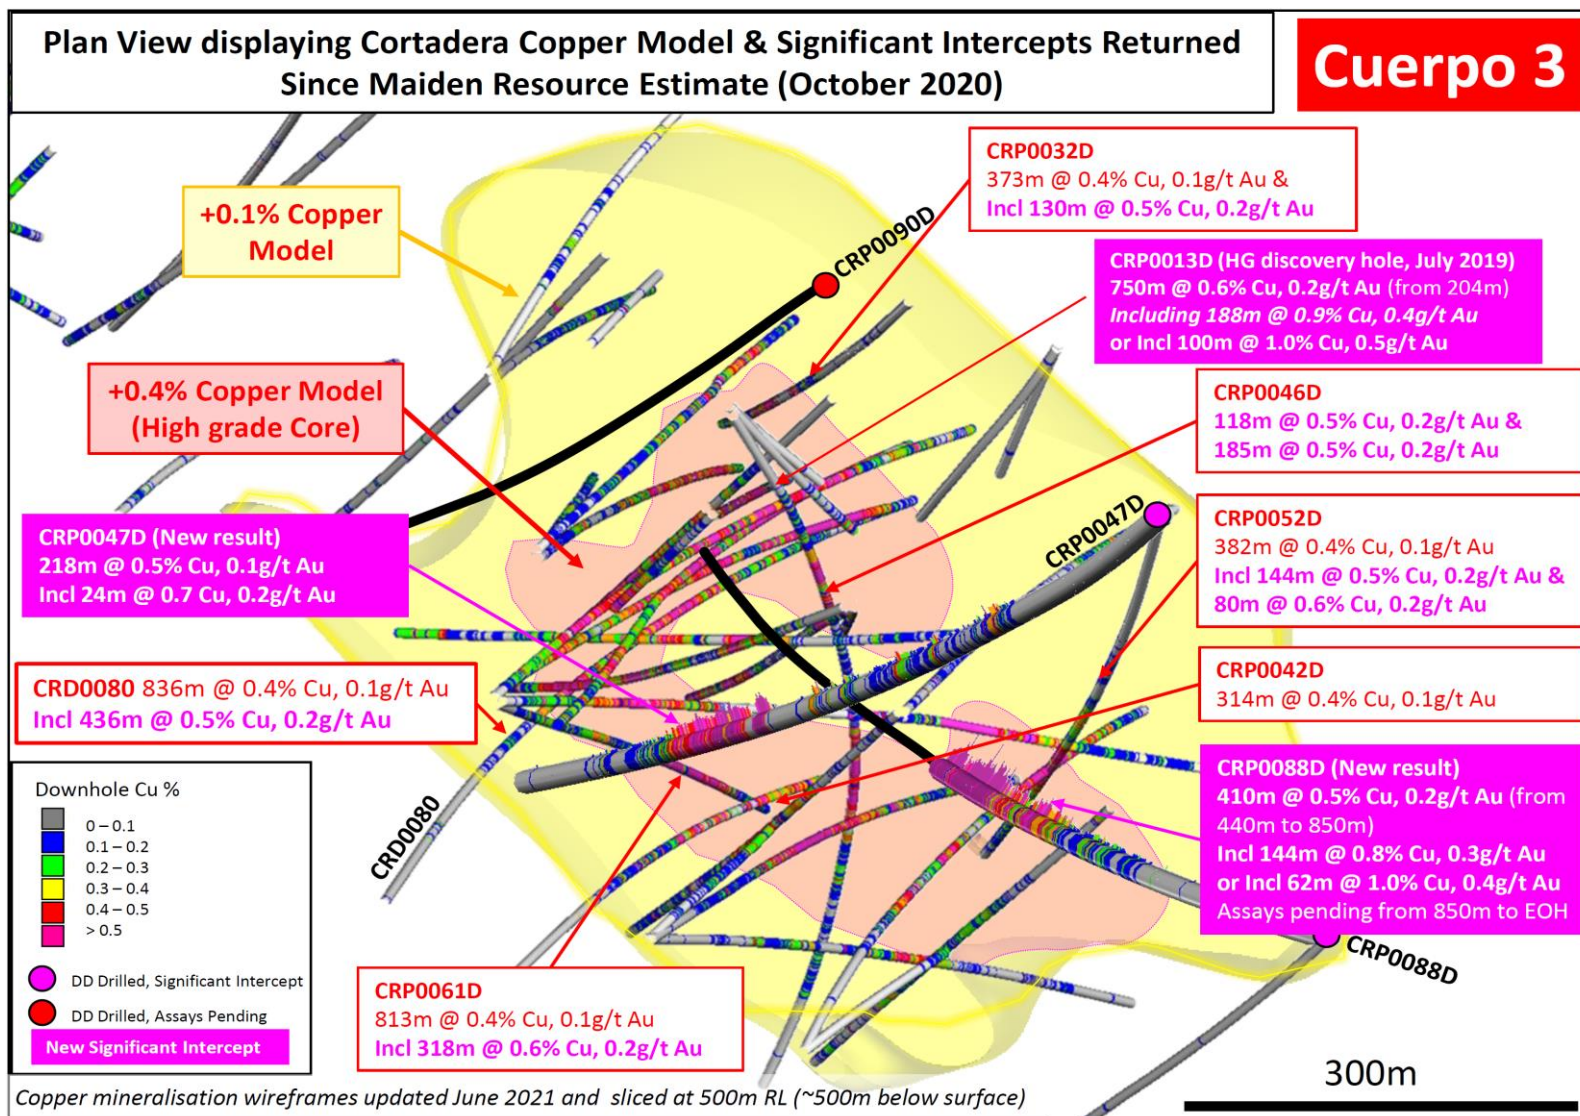 Plan View displaying Cortadera Copper Model & Significant Intercepts Returned
Since Maiden Resource Estimate (October 2020)
Cuerpo 3
CRP0032D
373m @ 0.4% Cu, 0.1g/t Au &
Incl 130m @ 0.5% Cu, 0.2g/t Au
+0.1% Copper
Model
CRP0090D
CRP0013D (HG discovery hole, July 2019)
750m @ 0.6% Cu, 0.2g/t Au (from 204m)
Including 188m @ 0.9% Cu, 0.4g/t Au
or Incl 100m @ 1.0% Cu, 0.5g/t Au
+0.4% Copper Model
(High grade Core)
CRP0046D
118m @ 0.5% Cu, 0.2g/t Au &
185m @ 0.5% Cu, 0.2g/t Au
CRP0047D (New result)
218m @ 0.5% Cu, 0.1g/t Au
Incl 24m @ 0.7 Cu, 0.2g/t Au
CRP0047D
CRP0052D
382m @ 0.4% Cu, 0.1g/t Au
Incl 144m @ 0.5% Cu, 0.2g/t Au &
80m @ 0.6% Cu, 0.2g/t Au
CRD0080 836m @ 0.4% Cu, 0.1g/t Au
Incl 436m @ 0.5% Cu, 0.2g/t Au
CRP0042D
314m @ 0.4% Cu, 0.1g/t Au
CRP0088D (New result)
410m @ 0.5% Cu, 0.2g/t Au (from
440m to 850m)
Incl 144m @ 0.8% Cu, 0.3g/t Au
or Incl 62m @ 1.0% Cu, 0.4g/t Au
Assays pending from 850m to EOH
CRD0080
CRP0088D
Downhole Cu %
0 – 0.1
0.1 – 0.2
0.2 – 0.3
0.3 – 0.4
0.4 – 0.5
> 0.5
DD Drilled, Significant Intercept
DD Drilled, Assays Pending
New Significant Intercept
CRP0061D
813m @ 0.4% Cu, 0.1g/t Au
Incl 318m @ 0.6% Cu, 0.2g/t Au
300m
Copper mineralisation wireframes updated June 2021 and sliced at 500m RL (~500m below surface)